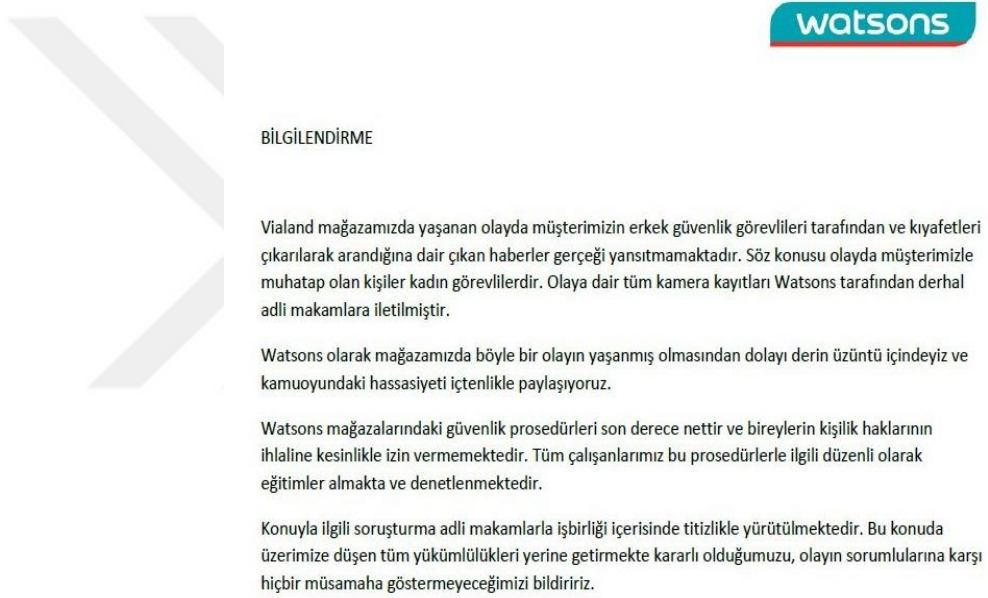 watsons
BİLGİLENDİRME
Vialand mağazamızda yaşanan olayda müşterimizin erkek güvenlik görevlileri tarafından ve kıyafetleri
çıkarılarak arandığına dair çıkan haberler gerçeği yansıtmamaktadır. Söz konusu olayda müşterimizle
muhatap olan kişiler kadın görevlilerdir. Olaya dair tüm kamera kayıtları Watsons tarafından derhal
adli makamlara iletilmiştir.
Watsons olarak mağazamızda böyle bir olayın yaşanmış olmasından dolayı derin üzüntü içindeyiz ve
kamuoyundaki hassasiyeti içtenlikle paylaşıyoruz.
Watsons mağazalarındaki güvenlik prosedürleri son derece nettir ve bireylerin kişilik haklarının
ihlaline kesinlikle izin vermemektedir. Tüm çalışanlarımız bu prosedürlerle ilgili düzenli olarak
eğitimler almakta ve denetlenmektedir.
Konuyla ilgili soruşturma adli makamlarla işbirliği içerisinde titizlikle yürütülmektedir. Bu konuda
üzerimize düşen tüm yükümlülükleri yerine getirmekte kararlı olduğumuzu, olayın sorumlularına karşı
hiçbir müsamaha göstermeyeceğimizi bildiririz.